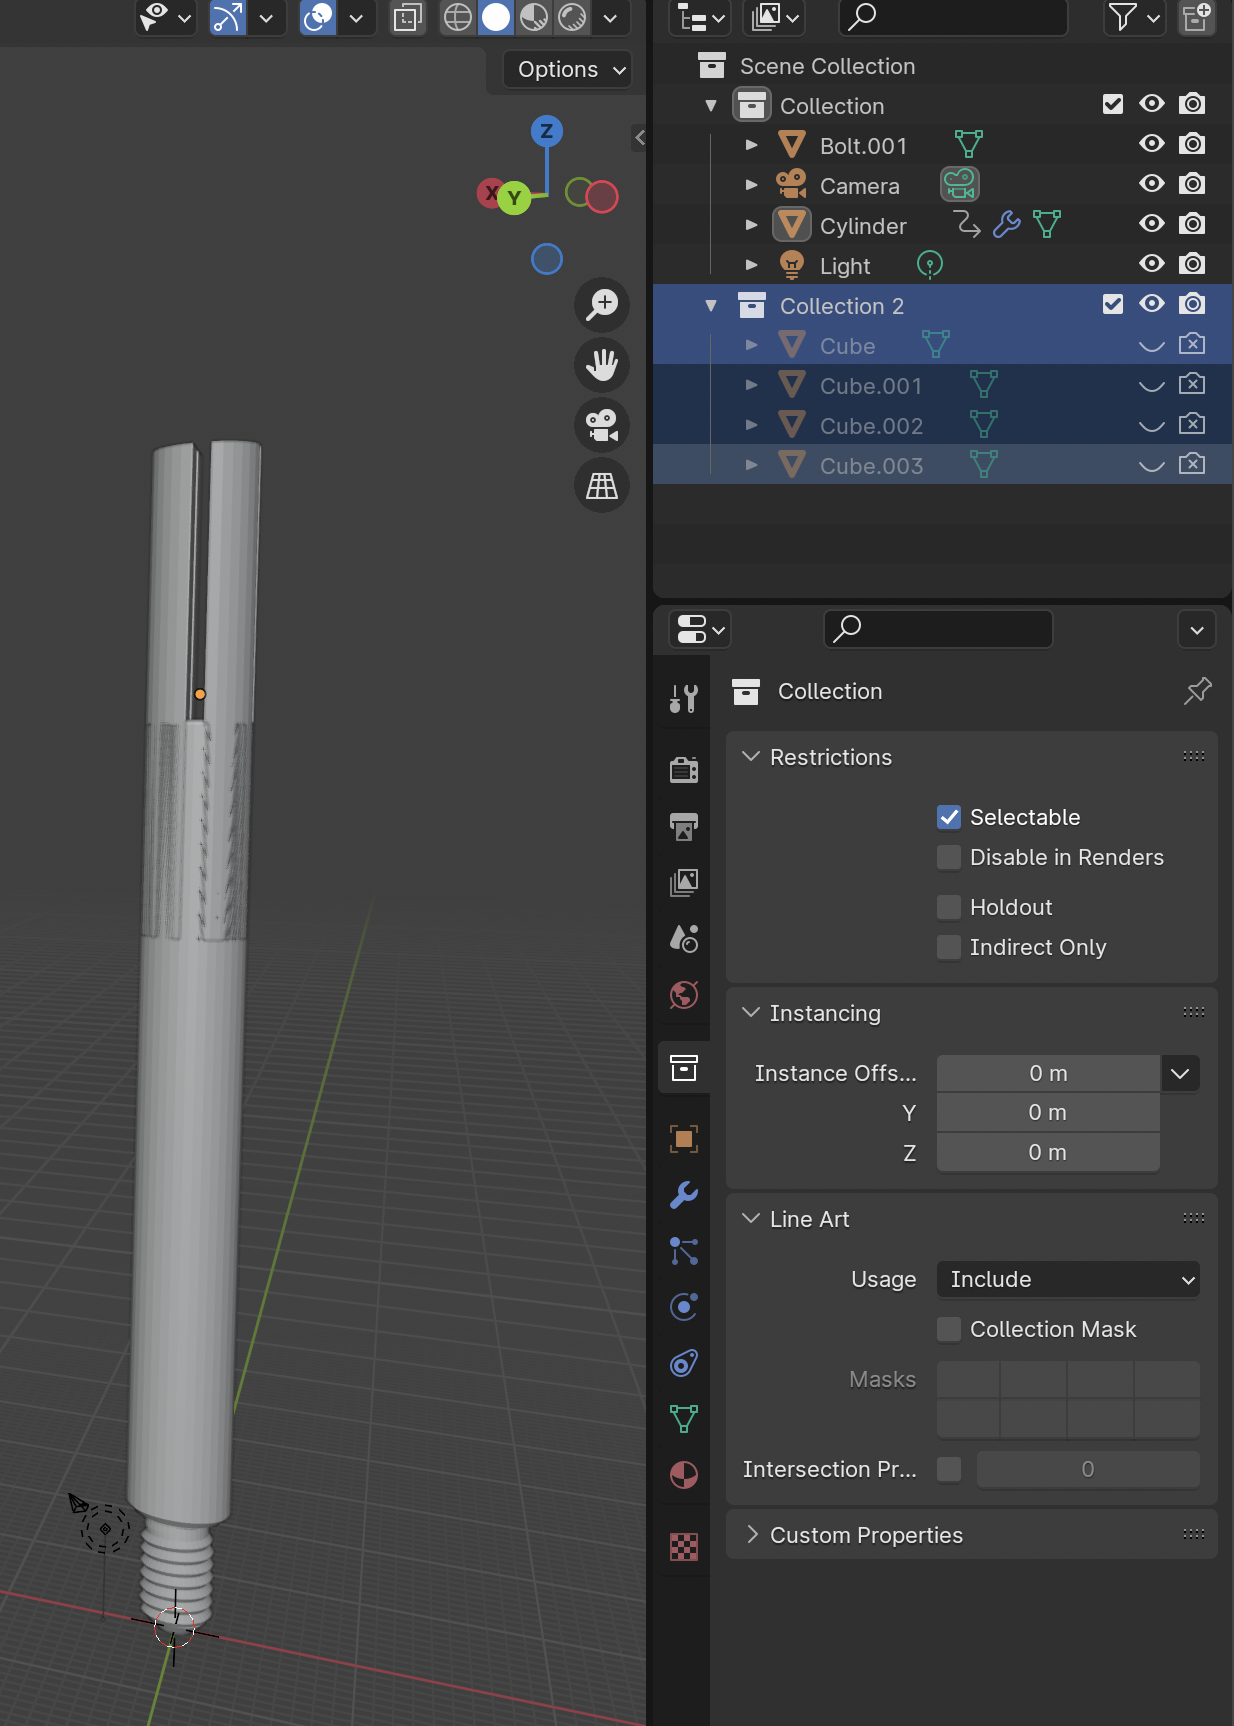 Options
Z
X
Y
Scene Collection
Collection
Bolt.001
Camera
Cylinder
Light
Collection 2
Cube
Cube.001
Cube.002
Cube.003
Collection
Restrictions
Selectable
Disable in Renders
Holdout
Indirect Only
Instancing
Instance Offs... 0 m
Y 0 m
Z 0 m
Line Art
Usage Include
Collection Mask
Masks
Intersection Pr... 0
Custom Properties